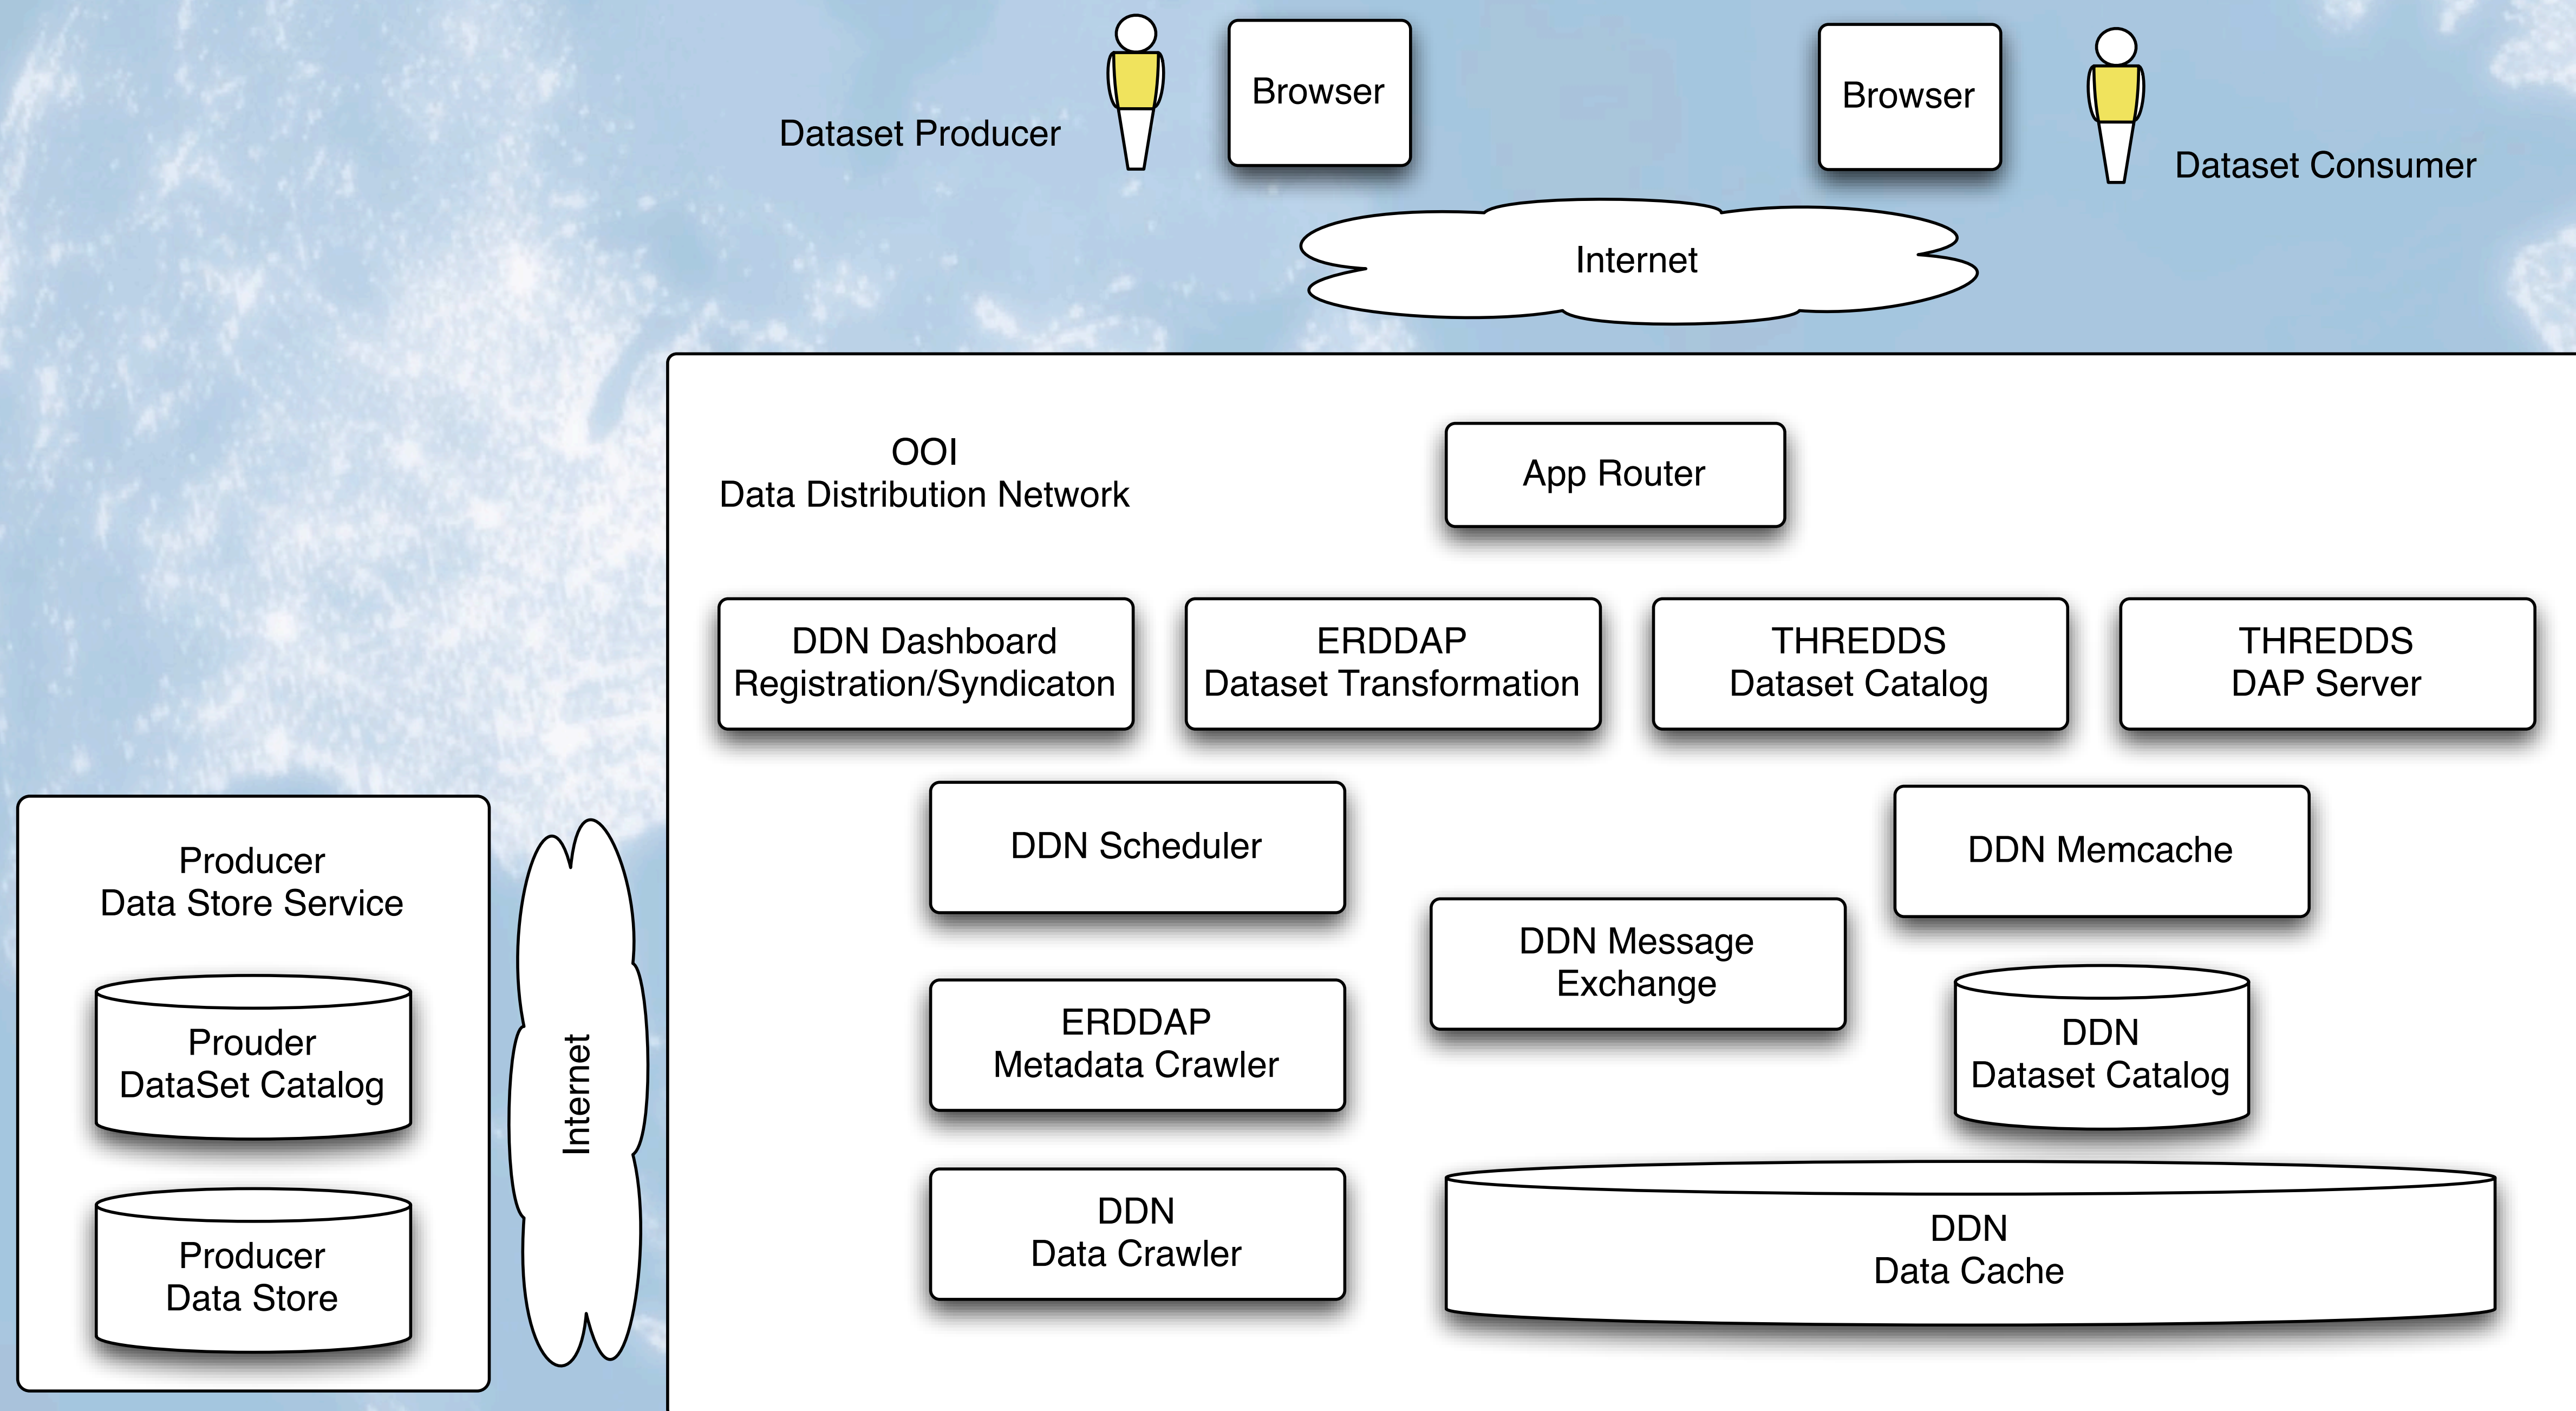 Dataset Producer
Browser
Browser
Dataset Consumer
Internet
OOI
Data Distribution Network
App Router
DDN Dashboard
Registration/Syndicaton
ERDDAP
Dataset Transformation
THREDDS
Dataset Catalog
THREDDS
DAP Server
DDN Scheduler
DDN Memcache
DDN Message
Exchange
ERDDAP
Metadata Crawler
DDN
Dataset Catalog
DDN
Data Crawler
DDN
Data Cache
Producer
Data Store Service
Prouder
DataSet Catalog
Producer
Data Store
Internet